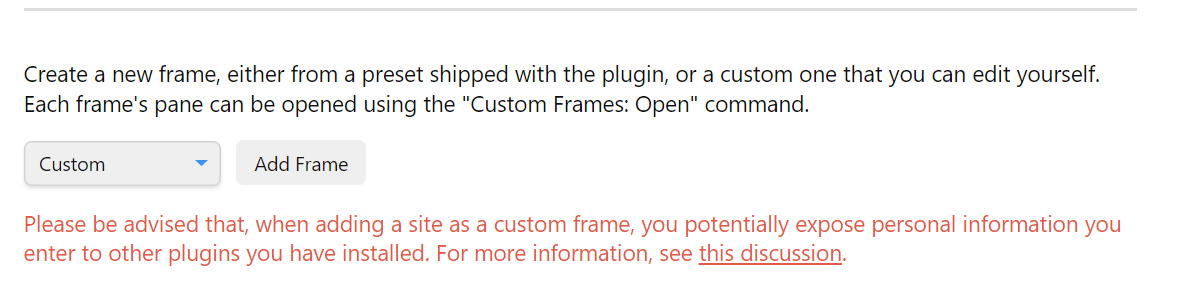 Create a new frame, either from a preset shipped with the plugin, or a custom one that you can edit yourself.
Each frame's pane can be opened using the "Custom Frames: Open" command.
Custom
Add Frame
Please be advised that, when adding a site as a custom frame, you potentially expose personal information you
enter to other plugins you have installed. For more information, see this discussion.